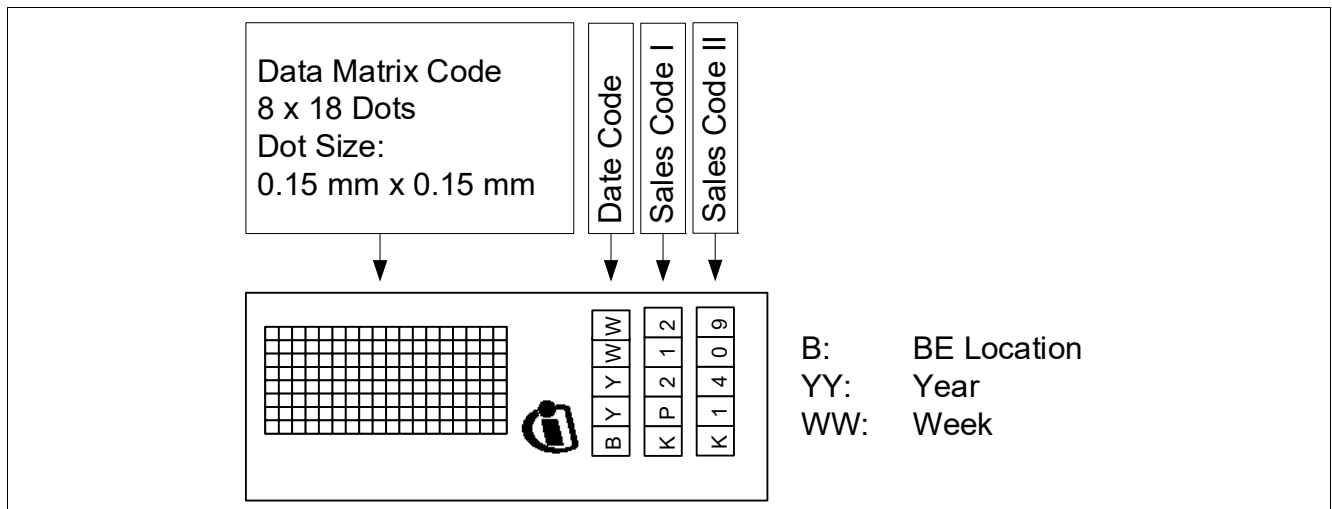 Data Matrix Code
8 x 18 Dots
Dot Size:
0.15 mm x 0.15 mm
Date Code
Sales Code I
Sales Code II
BYYWW
KP212
K1409
B: BE Location
YY: Year
WW: Week